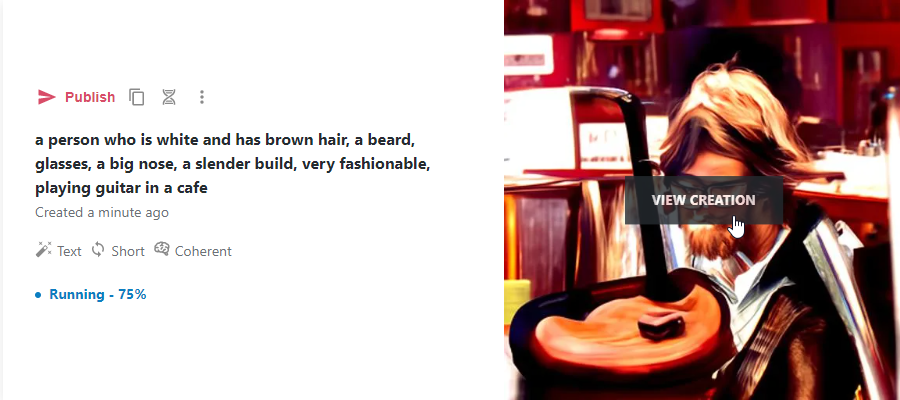 Publish
a person who is white and has brown hair, a beard,
glasses, a big nose, a slender build, very fashionable,
playing guitar in a cafe
Created a minute ago
Text Short Coherent
Running - 75%
VIEW CREATION